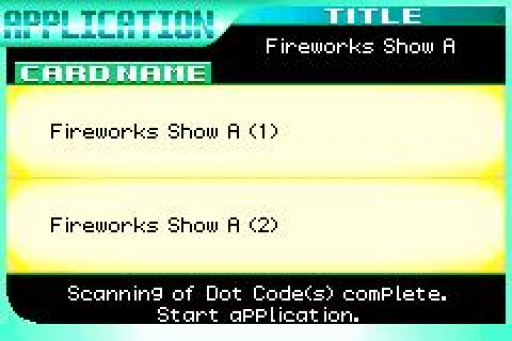 APPLICATION
TITLE
Fireworks Show A
CARD NAME
Fireworks Show A (1)
Fireworks Show A (2)
Scanning of Dot Code(s) complete.
Start application.